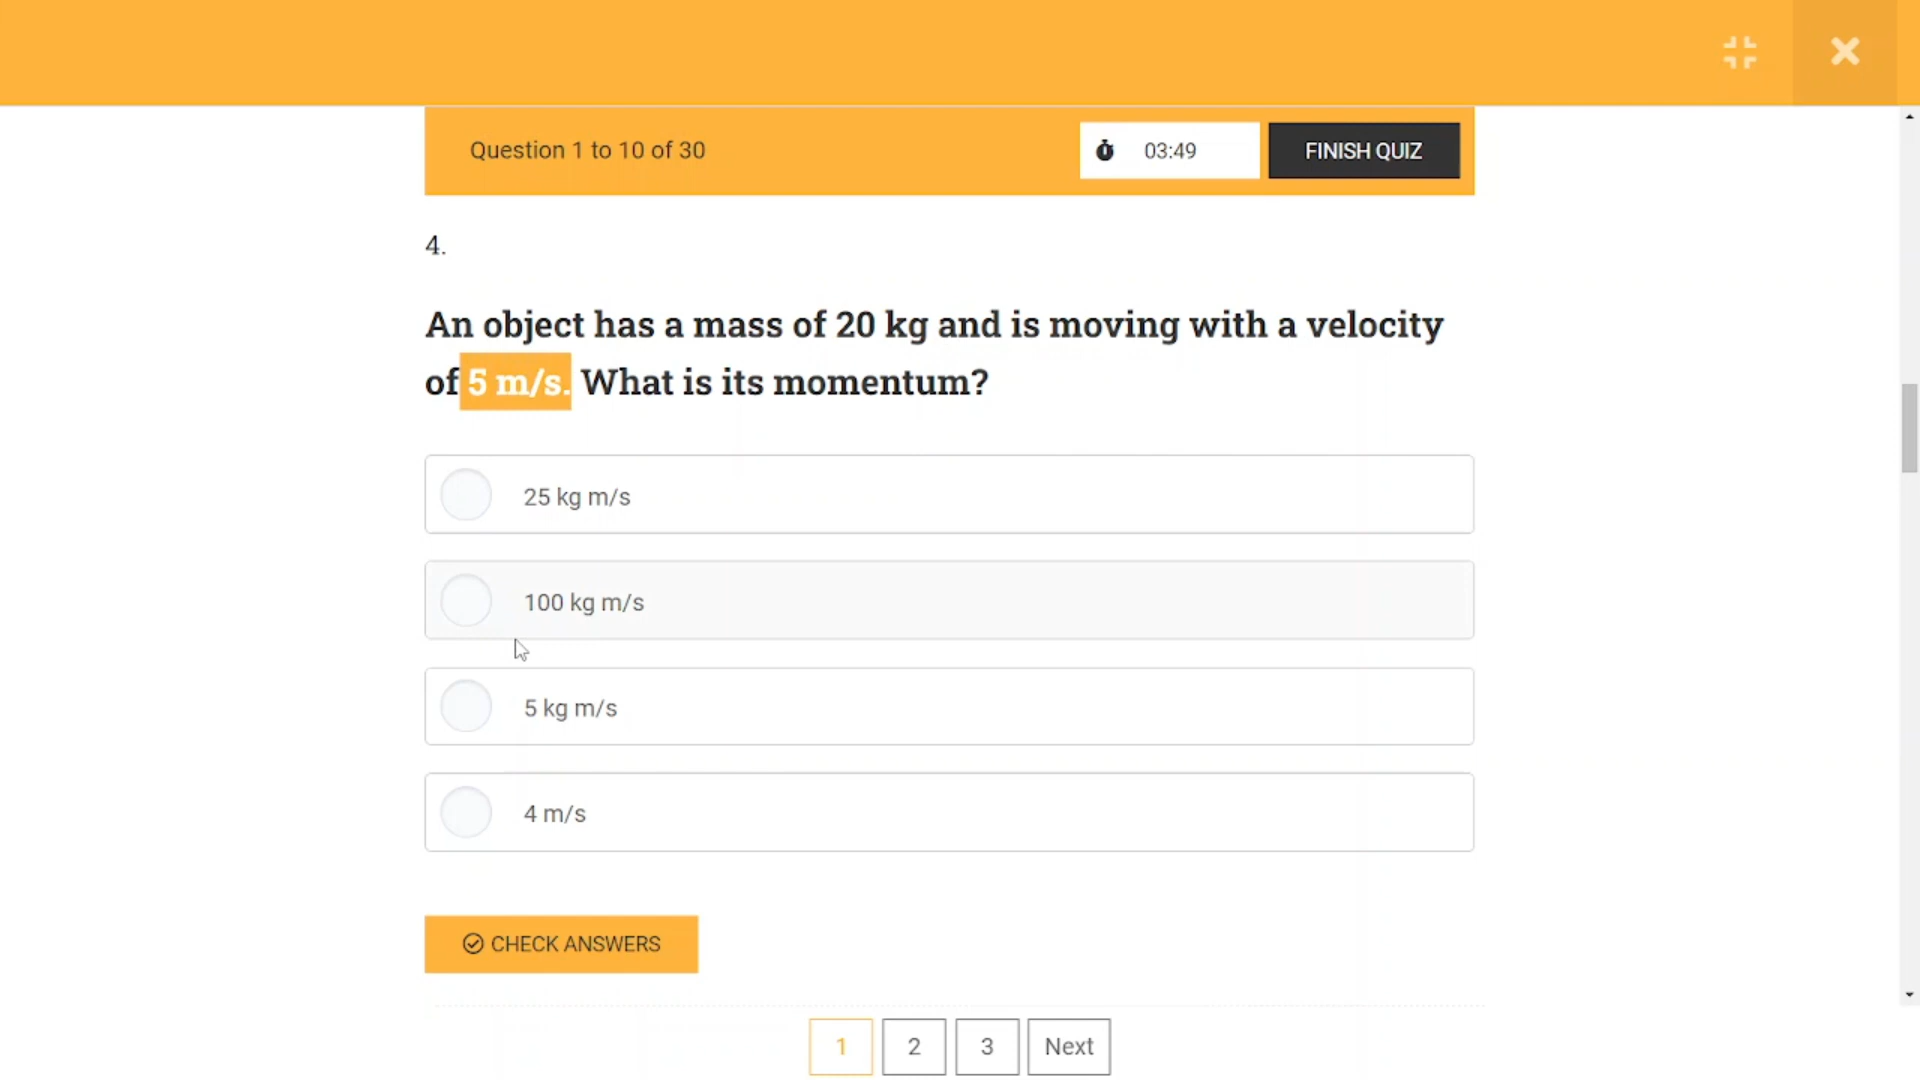 Question 1 to 10 of 30
03:49
FINISH QUIZ
4.
An object has a mass of 20 kg and is moving with a velocity
of 5 m/s. What is its momentum?
25 kg m/s
100 kg m/s
5 kg m/s
4 m/s
CHECK ANSWERS
1 2 3 Next